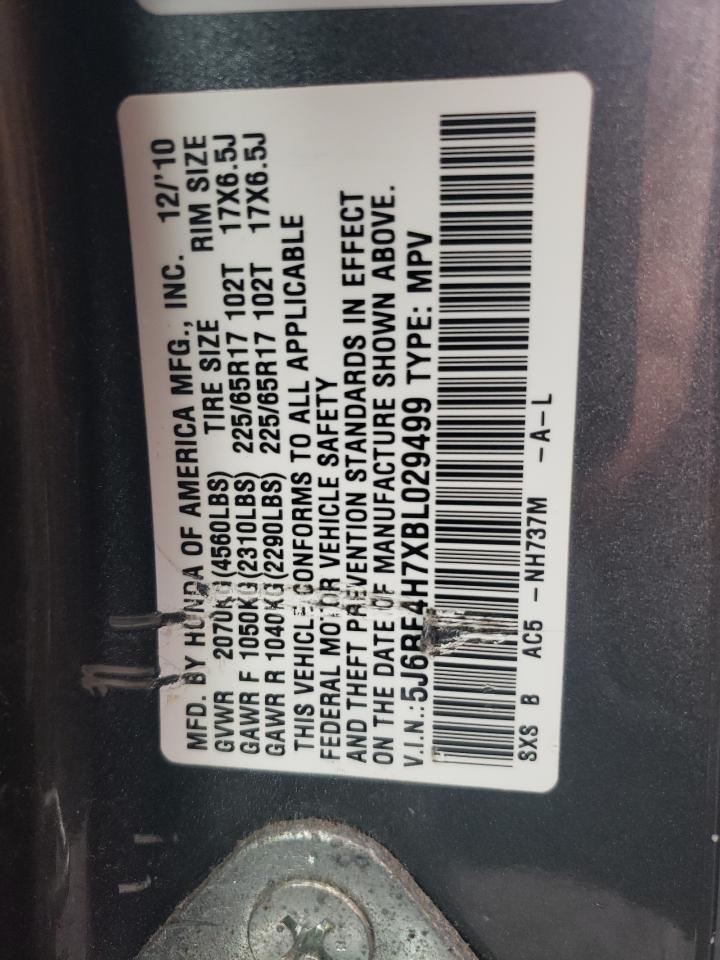 MFD. BY HONDA OF AMERICA MFG., INC. 12/'10
GVWR 2070KG(4560LBS) TIRE SIZE RIM SIZE
GAWR F 1050KG(2310LBS) 225/65R17 102T 17X6.5J
GAWR R 1040KG(2290LBS) 225/65R17 102T 17X6.5J
THIS VEHICLE CONFORMS TO ALL APPLICABLE
FEDERAL MOTOR VEHICLE SAFETY
AND THEFT PREVENTION STANDARDS IN EFFECT
ON THE DATE OF MANUFACTURE SHOWN ABOVE.
V.I.N.:5J6RE4H7XBL029499 TYPE: MPV
SXS B AC5 -NH737M -A-L